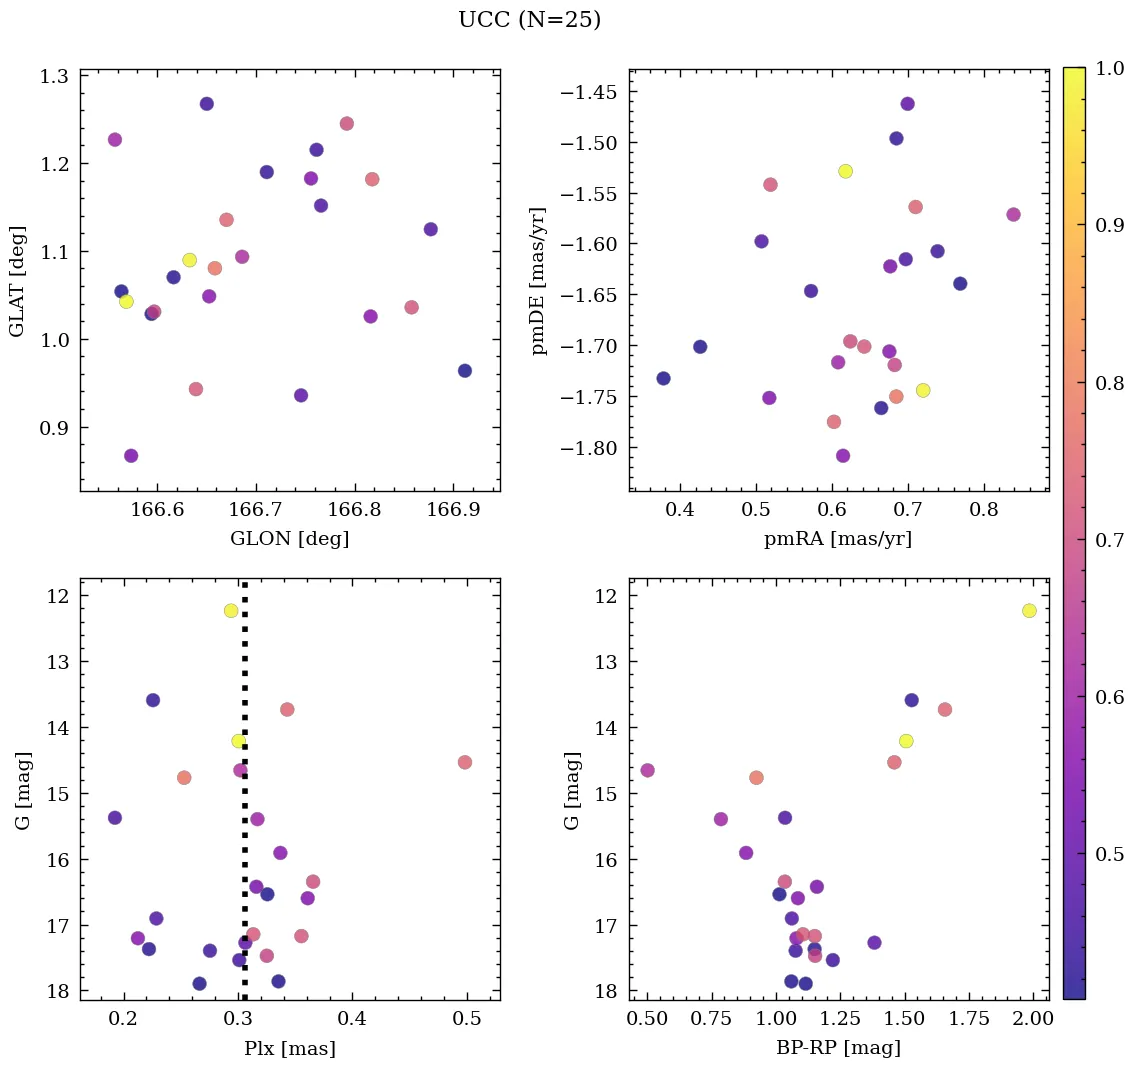 UCC (N=25)
1.3
1.2
1.1
1.0
0.9
GLAT [deg]
166.6 166.7 166.8 166.9
GLON [deg]
−1.45
−1.50
−1.55
−1.60
−1.65
−1.70
−1.75
−1.80
pmDE [mas/yr]
0.4 0.5 0.6 0.7 0.8
pmRA [mas/yr]
12
13
14
15
16
17
18
G [mag]
0.2 0.3 0.4 0.5
Plx [mas]
12
13
14
15
16
17
18
G [mag]
0.50 0.75 1.00 1.25 1.50 1.75 2.00
BP-RP [mag]
1.0
0.9
0.8
0.7
0.6
0.5